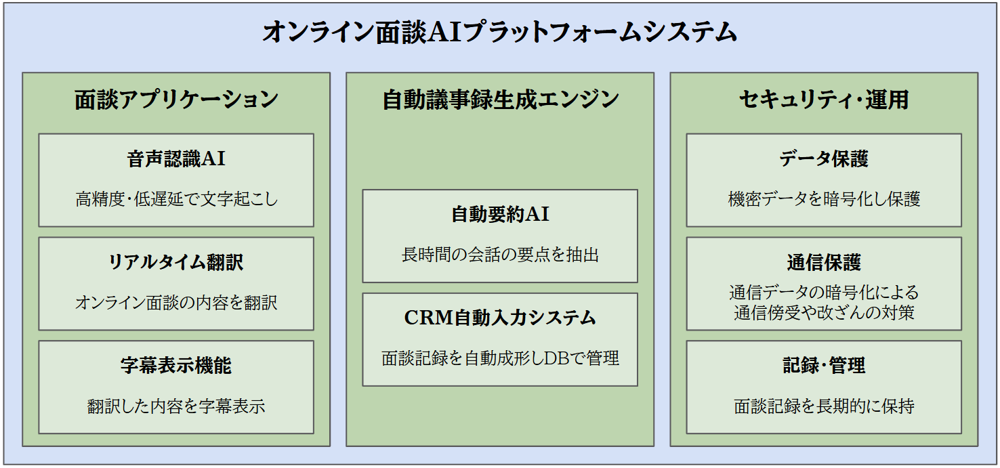 オンライン面談AIプラットフォームシステム
面談アプリケーション
音声認識AI
高精度・低遅延で文字起こし
リアルタイム翻訳
オンライン面談の内容を翻訳
字幕表示機能
翻訳した内容を字幕表示
自動議事録生成エンジン
自動要約AI
長時間の会話の要点を抽出
CRM自動入力システム
面談記録を自動成形しDBで管理
セキュリティ・運用
データ保護
機密データを暗号化し保護
通信保護
通信データの暗号化による
通信傍受や改ざんの対策
記録・管理
面談記録を長期的に保持